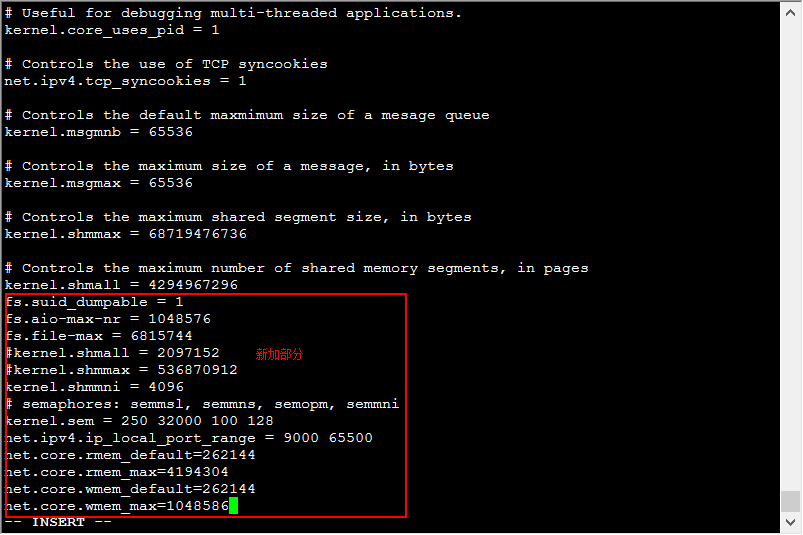 # Useful for debugging multi-threaded applications.
kernel.core_uses_pid = 1
# Controls the use of TCP syncookies
net.ipv4.tcp_syncookies = 1
# Controls the default maxmimum size of a mesage queue
kernel.msgmnb = 65536
# Controls the maximum size of a message, in bytes
kernel.msgmax = 65536
# Controls the maximum shared segment size, in bytes
kernel.shmmax = 68719476736
# Controls the maximum number of shared memory segments, in pages
kernel.shmall = 4294967296
fs.suid_dumpable = 1
fs.aio-max-nr = 1048576
fs.file-max = 6815744
#kernel.shmall = 2097152 新加部分
#kernel.shmmax = 536870912
kernel.shmmni = 4096
# semaphores: semmsl, semmns, semopm, semmni
kernel.sem = 250 32000 100 128
net.ipv4.ip_local_port_range = 9000 65500
net.core.rmem_default=262144
net.core.rmem_max=4194304
net.core.wmem_default=262144
net.core.wmem_max=1048586
-- INSERT --